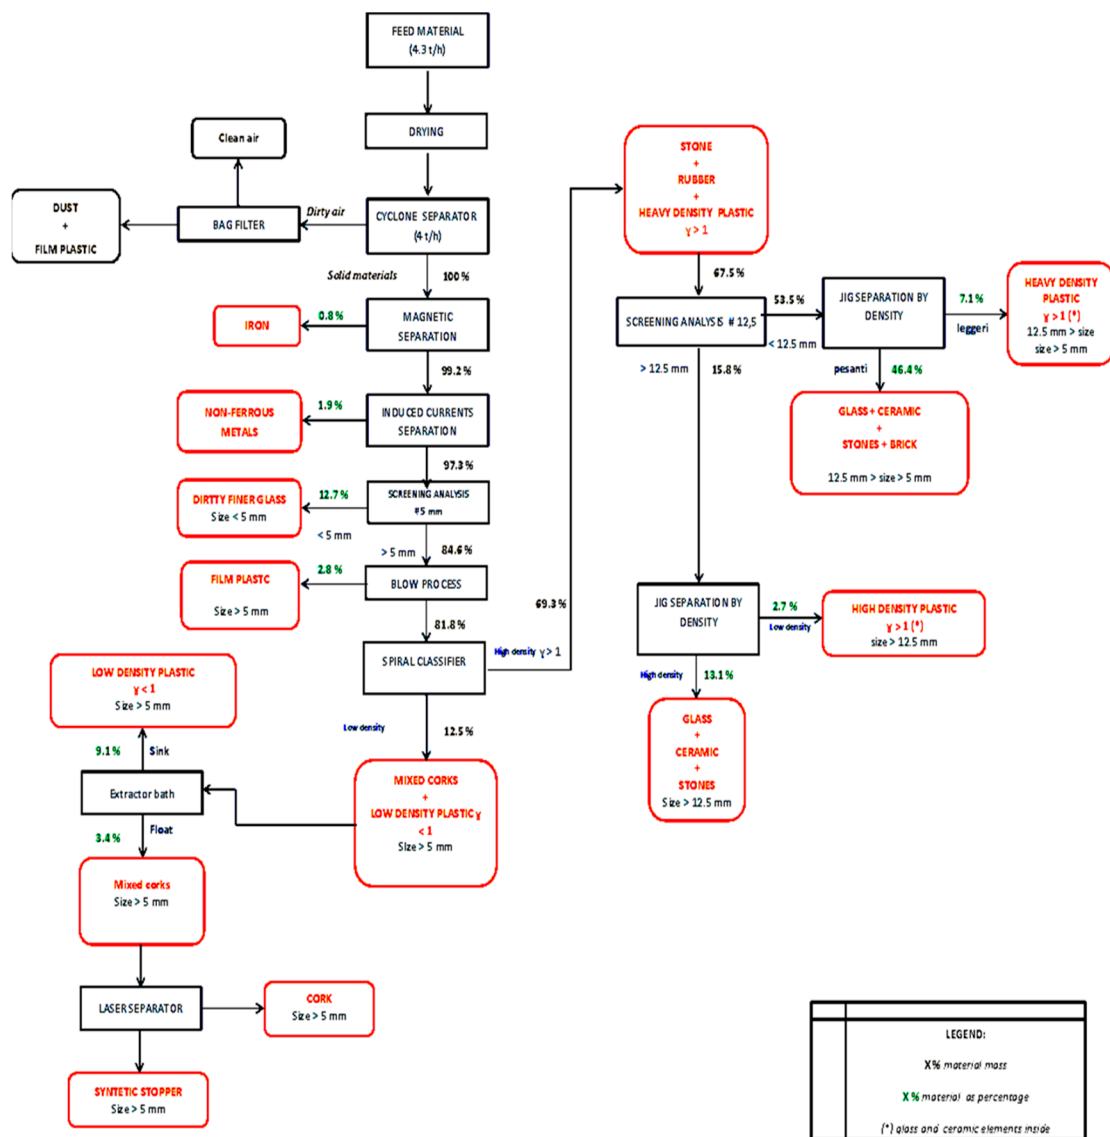 FEED MATERIAL
(4.3 t/h)
DRYING
Clean air
DUST
+
FILM PLASTIC
BAG FILTER
Dirty air
CYCLONE SEPARATOR
(4 t/h)
Solid materials
100 %
IRON
0.8 %
MAGNETIC
SEPARATION
99.2 %
NON-FERROUS
METALS
1.9 %
INDUCED CURRENTS
SEPARATION
97.3 %
DIRTTY FINER GLASS
Size < 5 mm
12.7 %
< 5 mm
SCREENING ANALYSIS
# 5 mm
> 5 mm
84.6 %
FILM PLASTC
Size > 5 mm
2.8 %
BLOW PROCESS
81.8 %
SPIRAL CLASSIFIER
High density γ > 1
69.3 %
Low density
12.5 %
LOW DENSITY PLASTIC
γ < 1
Size > 5 mm
9.1 %
Sink
Extractor bath
3.4 %
Float
MIXED CORKS
+
LOW DENSITY PLASTIC γ
< 1
Size > 5 mm
Mixed corks
Size > 5 mm
LASER SEPARATOR
CORK
Size > 5 mm
SYNTETIC STOPPER
Size > 5 mm
STONE
+
RUBBER
+
HEAVY DENSITY PLASTIC
γ > 1
67.5 %
SCREENING ANALYSIS # 12,5
53.5 %
< 12.5 mm
JIG SEPARATION BY
DENSITY
7.1 %
leggeri
HEAVY DENSITY
PLASTIC
γ > 1 (*)
12.5 mm > size
size > 5 mm
pesanti
46.4 %
GLASS + CERAMIC
+
STONES + BRICK
12.5 mm > size > 5 mm
> 12.5 mm
15.8 %
JIG SEPARATION BY
DENSITY
2.7 %
Low density
HIGH DENSITY PLASTIC
γ > 1 (*)
size > 12.5 mm
High density
13.1 %
GLASS
+
CERAMIC
+
STONES
Size > 12.5 mm
LEGEND:
X % material mass
X % material as percentage
(*) glass and ceramic elements inside